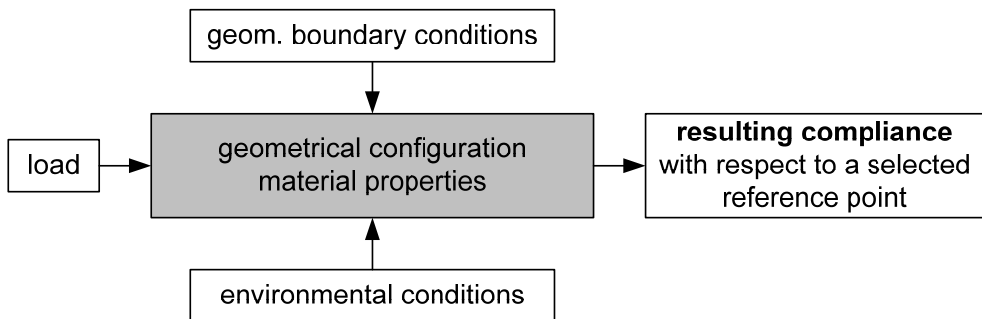 geom. boundary conditions
load
geometrical configuration
material properties
resulting compliance
with respect to a selected
reference point
environmental conditions